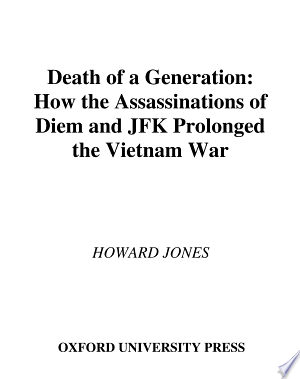 Death of a Generation:
How the Assassinations of
Diem and JFK Prolonged
the Vietnam War
HOWARD JONES
OXFORD UNIVERSITY PRESS